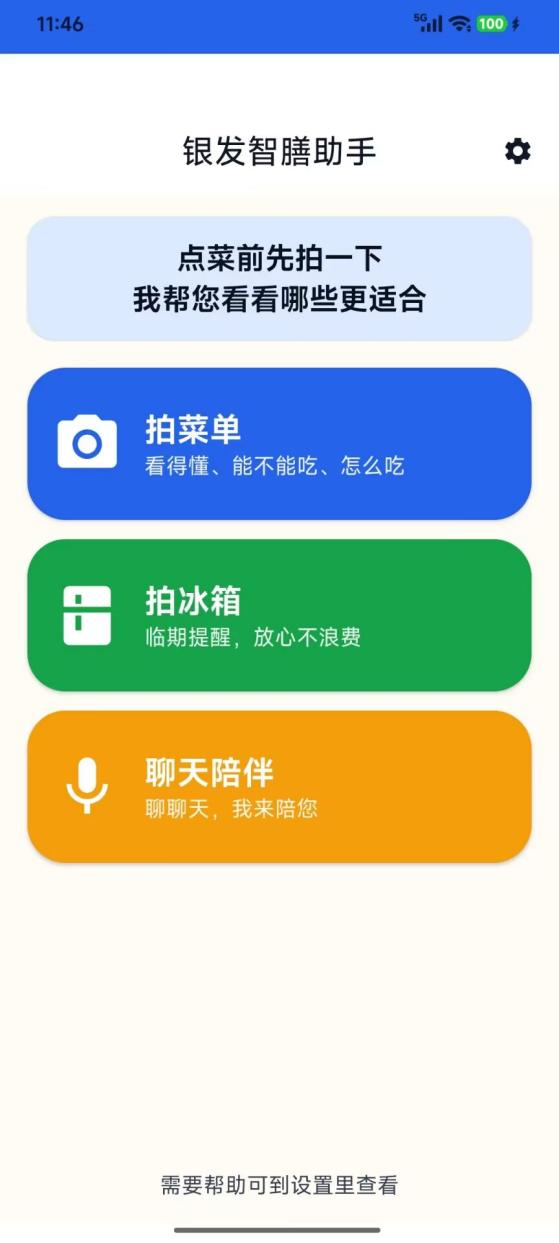 11:46
5G
100
银发智膳助手
点菜前先拍一下
我帮您看看哪些更适合
拍菜单
看得懂、能不能吃、怎么吃
拍冰箱
临期提醒，放心不浪费
聊天陪伴
聊聊天，我来陪您
需要帮助可到设置里查看